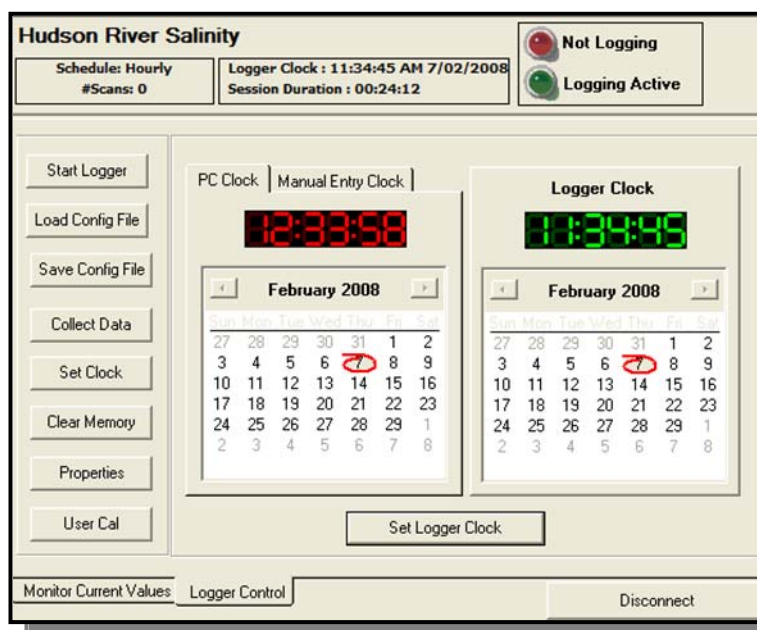 Hudson River Salinity
Schedule: Hourly
#Scans: 0
Logger Clock : 11:34:45 AM 7/02/2008
Session Duration : 00:24:12
Not Logging
Logging Active
Start Logger
Load Config File
Save Config File
Collect Data
Set Clock
Clear Memory
Properties
User Cal
PC Clock Manual Entry Clock
12:33:58
February 2008
Sun Mon Tue Wed Thu Fri Sat
27 28 29 30 31 1 2
3 4 5 6 7 8 9
10 11 12 13 14 15 16
17 18 19 20 21 22 23
24 25 26 27 28 29 1
2 3 4 5 6 7 8
Logger Clock
11:34:45
February 2008
Sun Mon Tue Wed Thu Fri Sat
27 28 29 30 31 1 2
3 4 5 6 7 8 9
10 11 12 13 14 15 16
17 18 19 20 21 22 23
24 25 26 27 28 29 1
2 3 4 5 6 7 8
Set Logger Clock
Monitor Current Values Logger Control
Disconnect